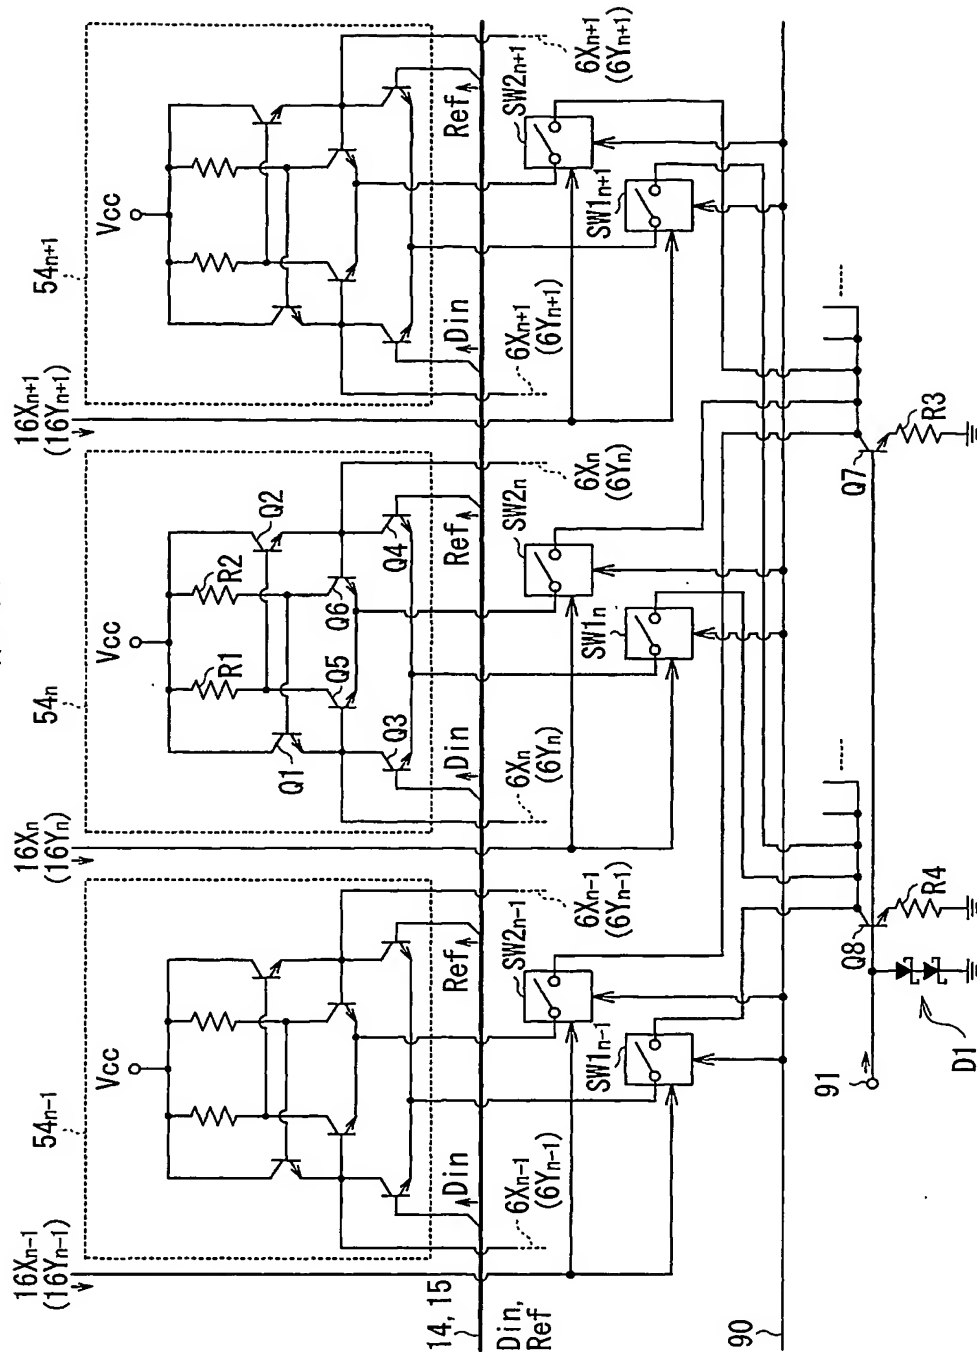 16Xn-1
(16Yn-1)
54n-1
Vcc
Din
Ref
6Xn-1
(6Yn-1)
6Xn-1
(6Yn-1)
SW2n-1
SW1n-1
16Xn
(16Yn)
54n
Vcc
R1
R2
Q1
Q2
Q5
Q6
Q3
Q4
Din
Ref
6Xn
(6Yn)
6Xn
(6Yn)
SW2n
SW1n
16Xn+1
(16Yn+1)
54n+1
Vcc
Din
Ref
6Xn+1
(6Yn+1)
6Xn+1
(6Yn+1)
SW2n+1
SW1n+1
14, 15
Din,
Ref
90
91
D1
Q8
R4
Q7
R3